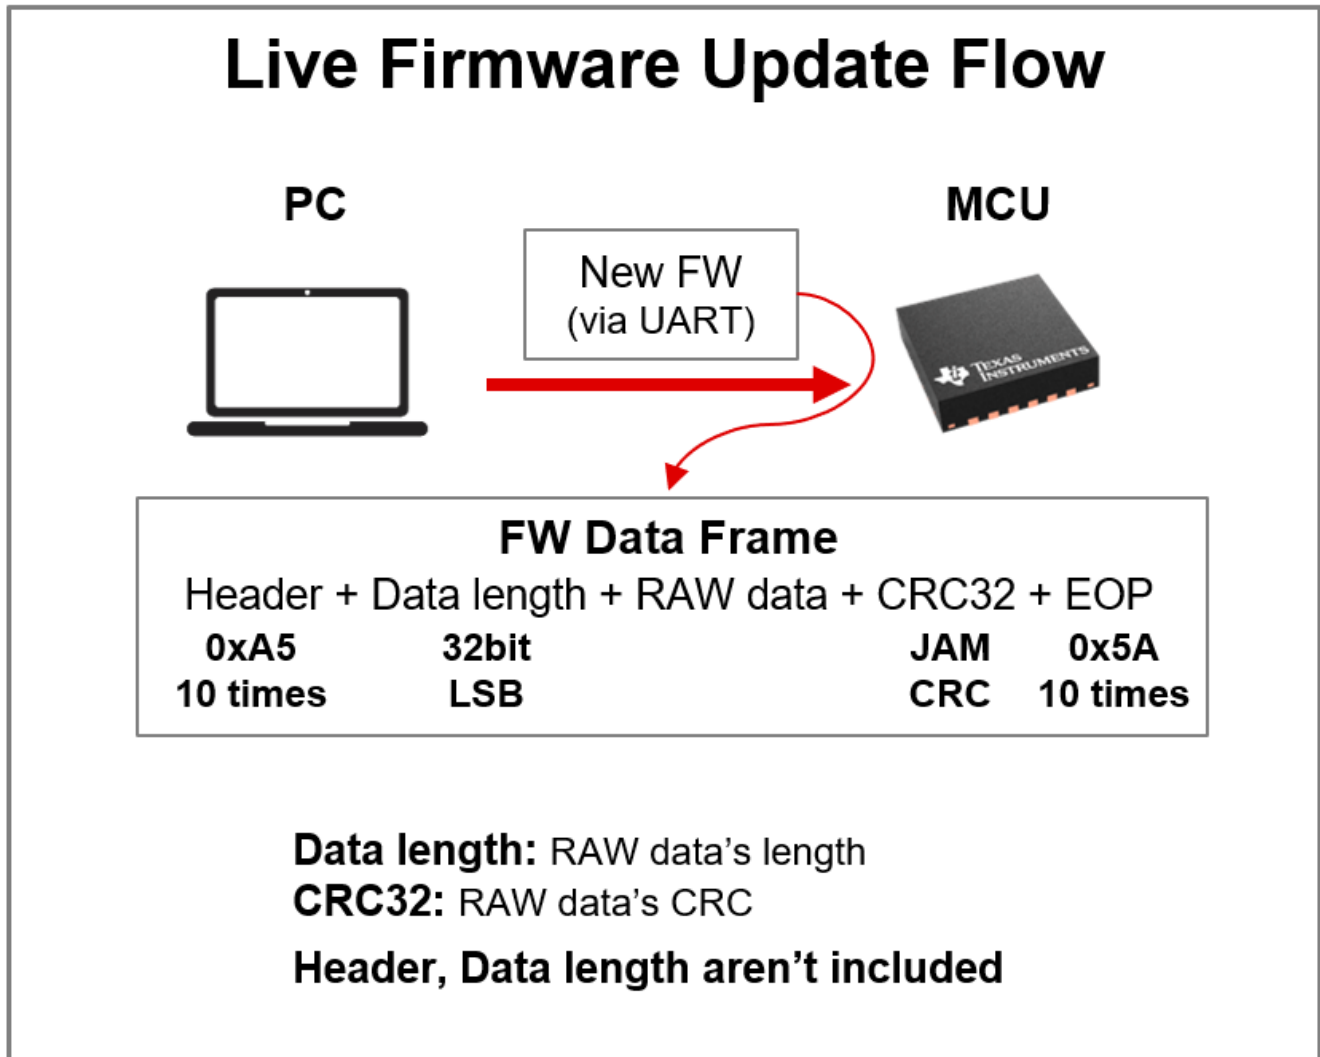 Live Firmware Update Flow
PC
MCU
New FW
(via UART)
TEXAS
INSTRUMENTS
FW Data Frame
Header + Data length + RAW data + CRC32 + EOP
0xA5 32bit JAM 0x5A
10 times LSB CRC 10 times
Data length: RAW data’s length
CRC32: RAW data’s CRC
Header, Data length aren’t included